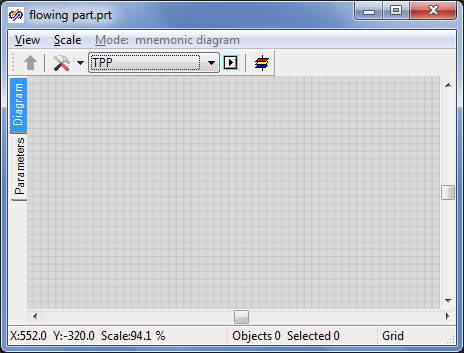 flowing part.prt
View Scale Mode: mnemonic diagram
TPP
Diagram
Parameters
X:552.0 Y:-320.0 Scale:94.1 % Objects 0 Selected 0 Grid